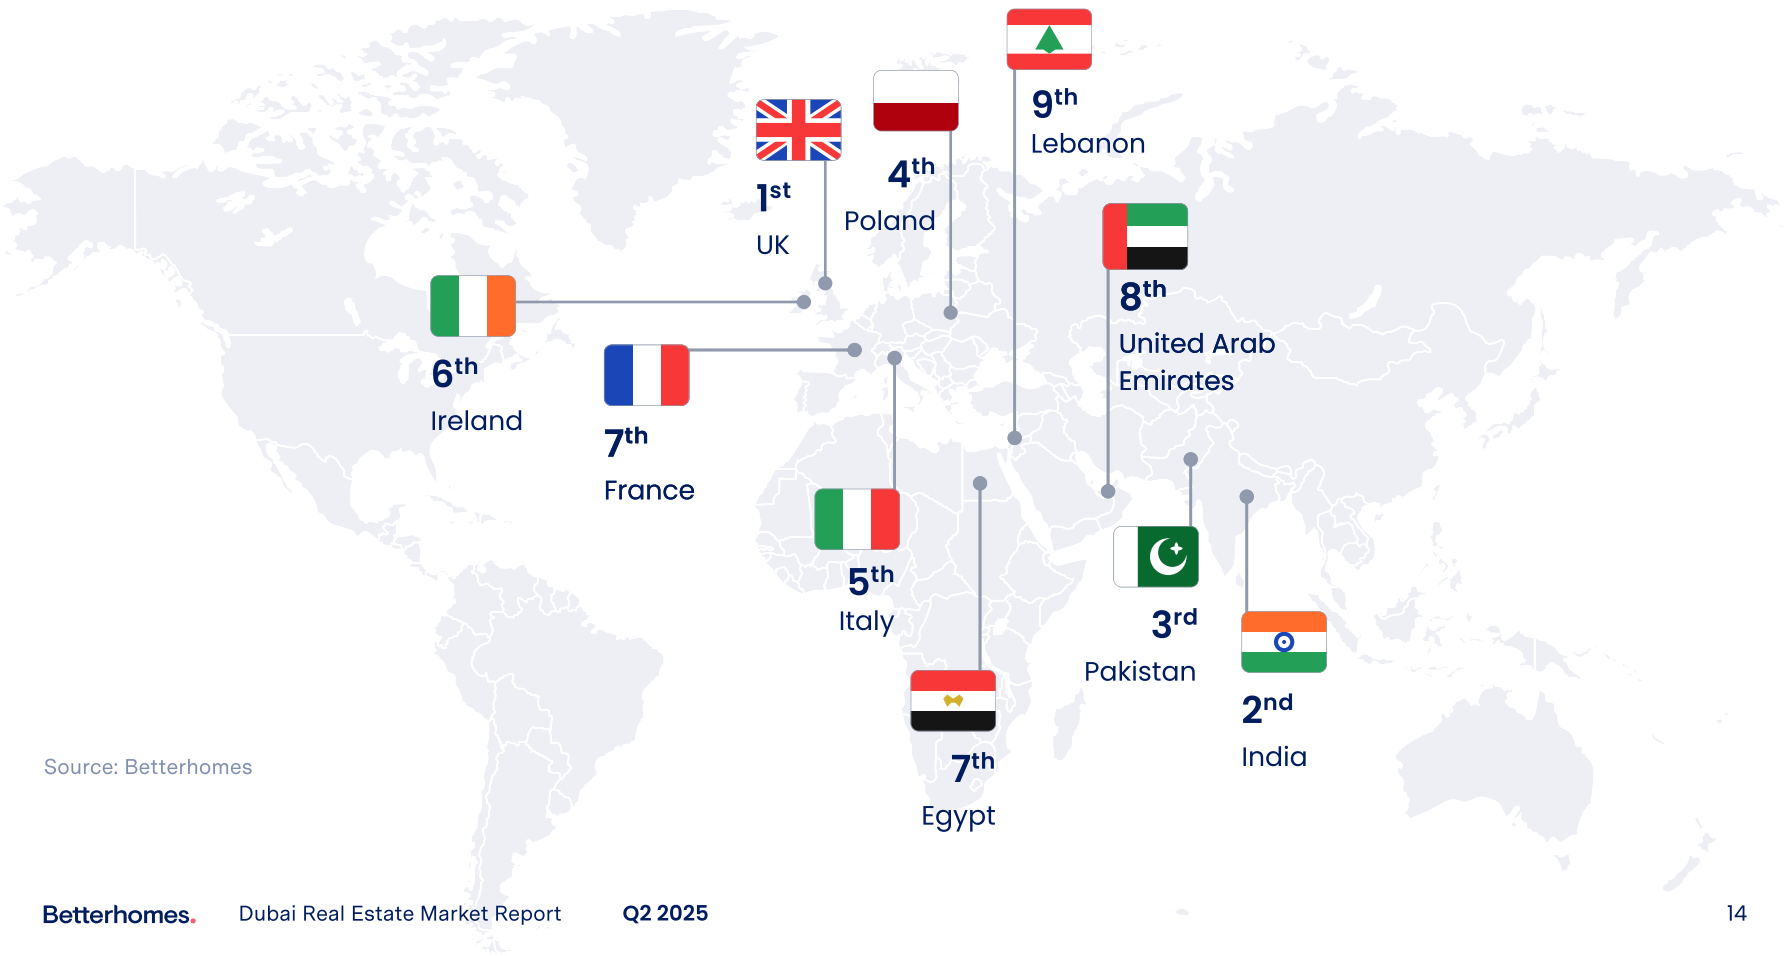 9th
Lebanon
4th
Poland
1st
UK
8th
United Arab
Emirates
6th
Ireland
7th
France
5th
Italy
3rd
Pakistan
2nd
India
7th
Egypt
Source: Betterhomes
Betterhomes. Dubai Real Estate Market Report Q2 2025 14